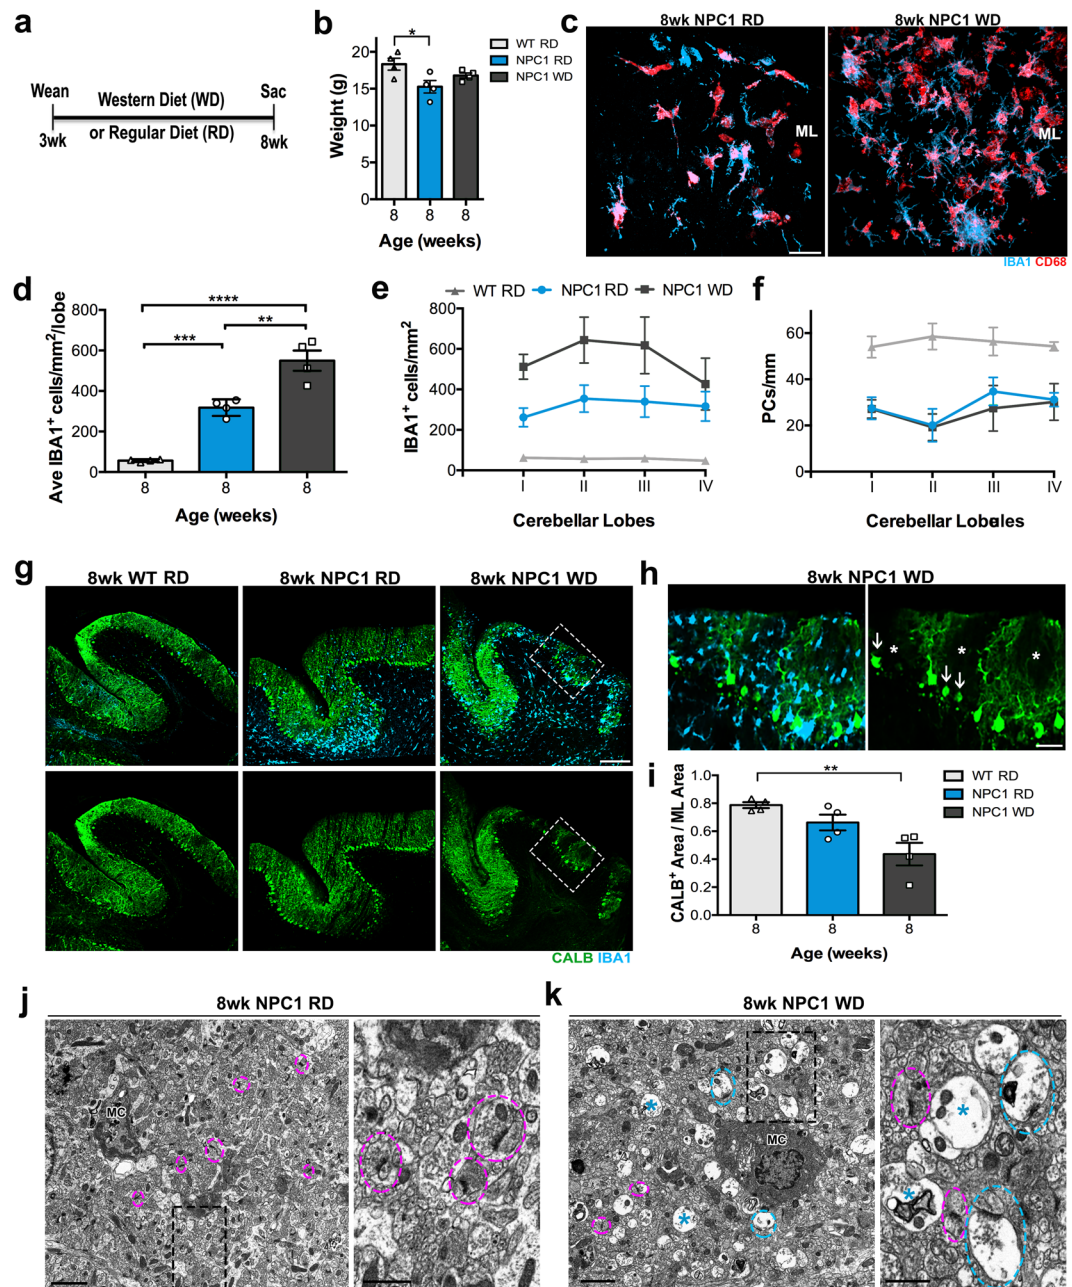 a
Wean
Western Diet (WD)
Sac
or Regular Diet (RD)
3wk
8wk
b
*
20
15
10
5
0
Weight (g)
8 8 8
Age (weeks)
WT RD
NPC1 RD
NPC1 WD
c
8wk NPC1 RD
8wk NPC1 WD
ML
ML
IBA1 CD68
d
****
**
***
800
600
400
200
0
Ave IBA1⁺ cells/mm²/lobe
8 8 8
Age (weeks)
e
WT RD NPC1 RD NPC1 WD
800
600
400
200
0
IBA1⁺ cells/mm²
I II III IV
Cerebellar Lobes
f
60
40
20
0
PCs/mm
I II III IV
g
8wk WT RD
8wk NPC1 RD
8wk NPC1 WD
CALB IBA1
h
8wk NPC1 WD
* * *
i
**
1.0
0.8
0.6
0.4
0.2
0.0
CALB⁺ Area / ML Area
8 8 8
Age (weeks)
WT RD
NPC1 RD
NPC1 WD
j
8wk NPC1 RD
MC
k
8wk NPC1 WD
*
MC
*
*
*